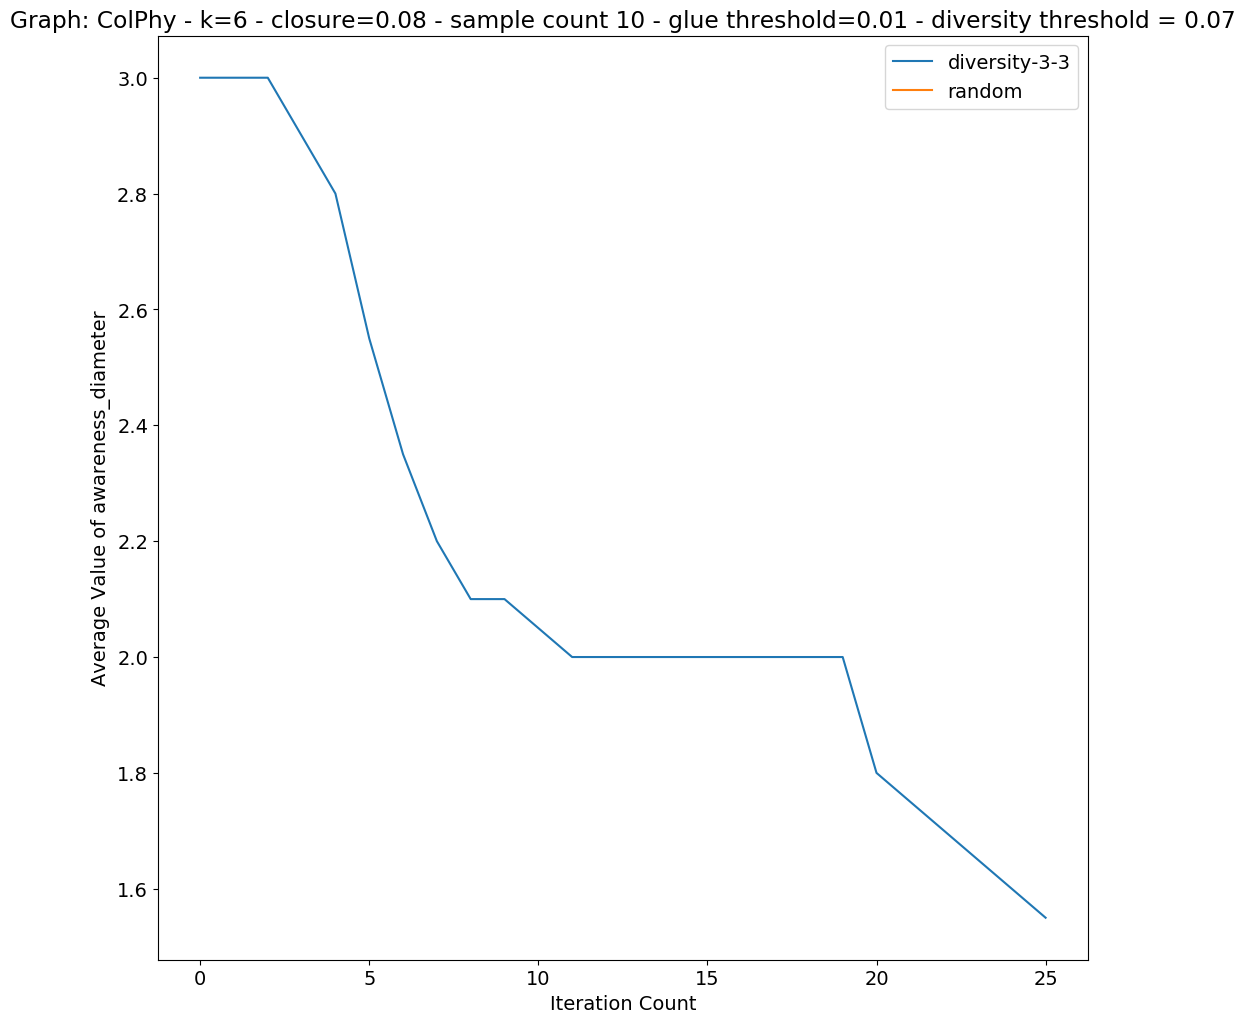 Graph: ColPhy - k=6 - closure=0.08 - sample count 10 - glue threshold=0.01 - diversity threshold = 0.07
diversity-3-3
random
3.0
2.8
2.6
2.4
2.2
2.0
1.8
1.6
Average Value of awareness_diameter
0 5 10 15 20 25
Iteration Count